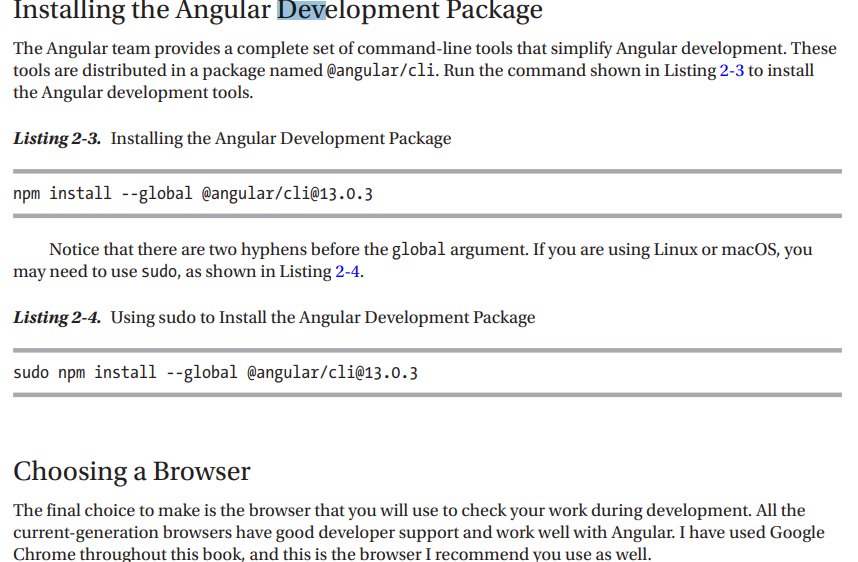 Installing the Angular Development Package
The Angular team provides a complete set of command-line tools that simplify Angular development. These
tools are distributed in a package named @angular/cli. Run the command shown in Listing 2-3 to install
the Angular development tools.
Listing 2-3. Installing the Angular Development Package
npm install --global @angular/cli@13.0.3
Notice that there are two hyphens before the global argument. If you are using Linux or macOS, you
may need to use sudo, as shown in Listing 2-4.
Listing 2-4. Using sudo to Install the Angular Development Package
sudo npm install --global @angular/cli@13.0.3
Choosing a Browser
The final choice to make is the browser that you will use to check your work during development. All the
current-generation browsers have good developer support and work well with Angular. I have used Google
Chrome throughout this book, and this is the browser I recommend you use as well.